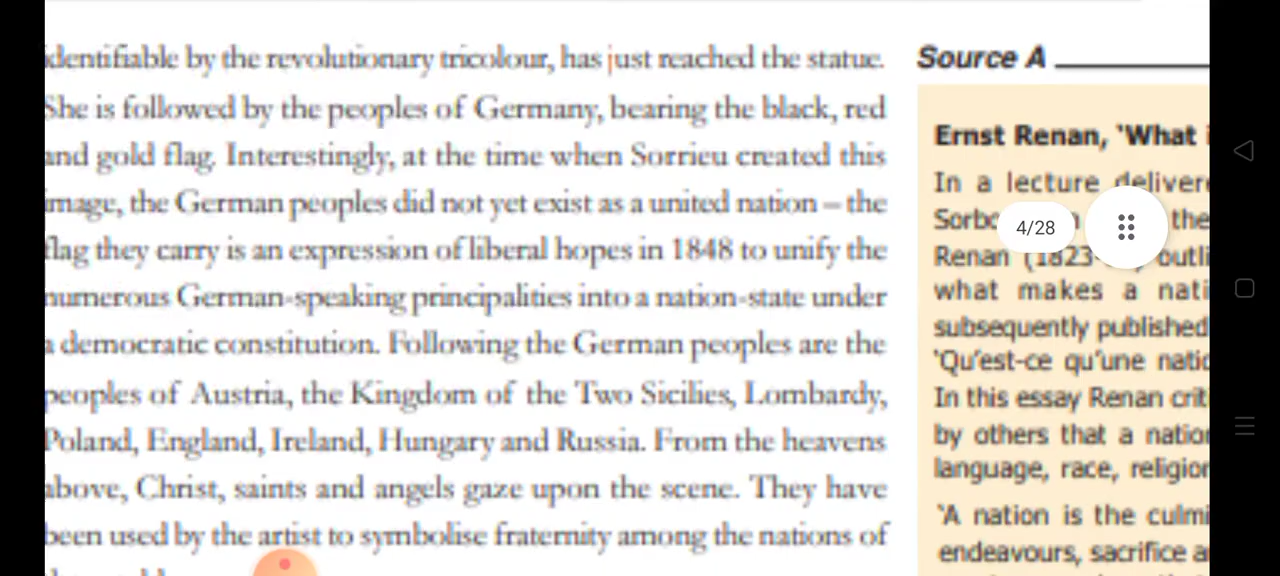 identifiable by the revolutionary tricolour, has just reached the statue.
She is followed by the peoples of Germany, bearing the black, red
and gold flag. Interestingly, at the time when Sorrieu created this
image, the German peoples did not yet exist as a united nation – the
flag they carry is an expression of liberal hopes in 1848 to unify the
numerous German-speaking principalities into a nation-state under
a democratic constitution. Following the German peoples are the
peoples of Austria, the Kingdom of the Two Sicilies, Lombardy,
Poland, England, Ireland, Hungary and Russia. From the heavens
above, Christ, saints and angels gaze upon the scene. They have
been used by the artist to symbolise fraternity among the nations of
Source A
Ernst Renan, 'What i
In a lecture deliver
Sorbo the
Renan (1823- outli
what makes a nati
subsequently published
'Qu'est-ce qu'une natio
In this essay Renan crit
by others that a nation
language, race, religion
'A nation is the culmi
endeavours, sacrifice a
4/28